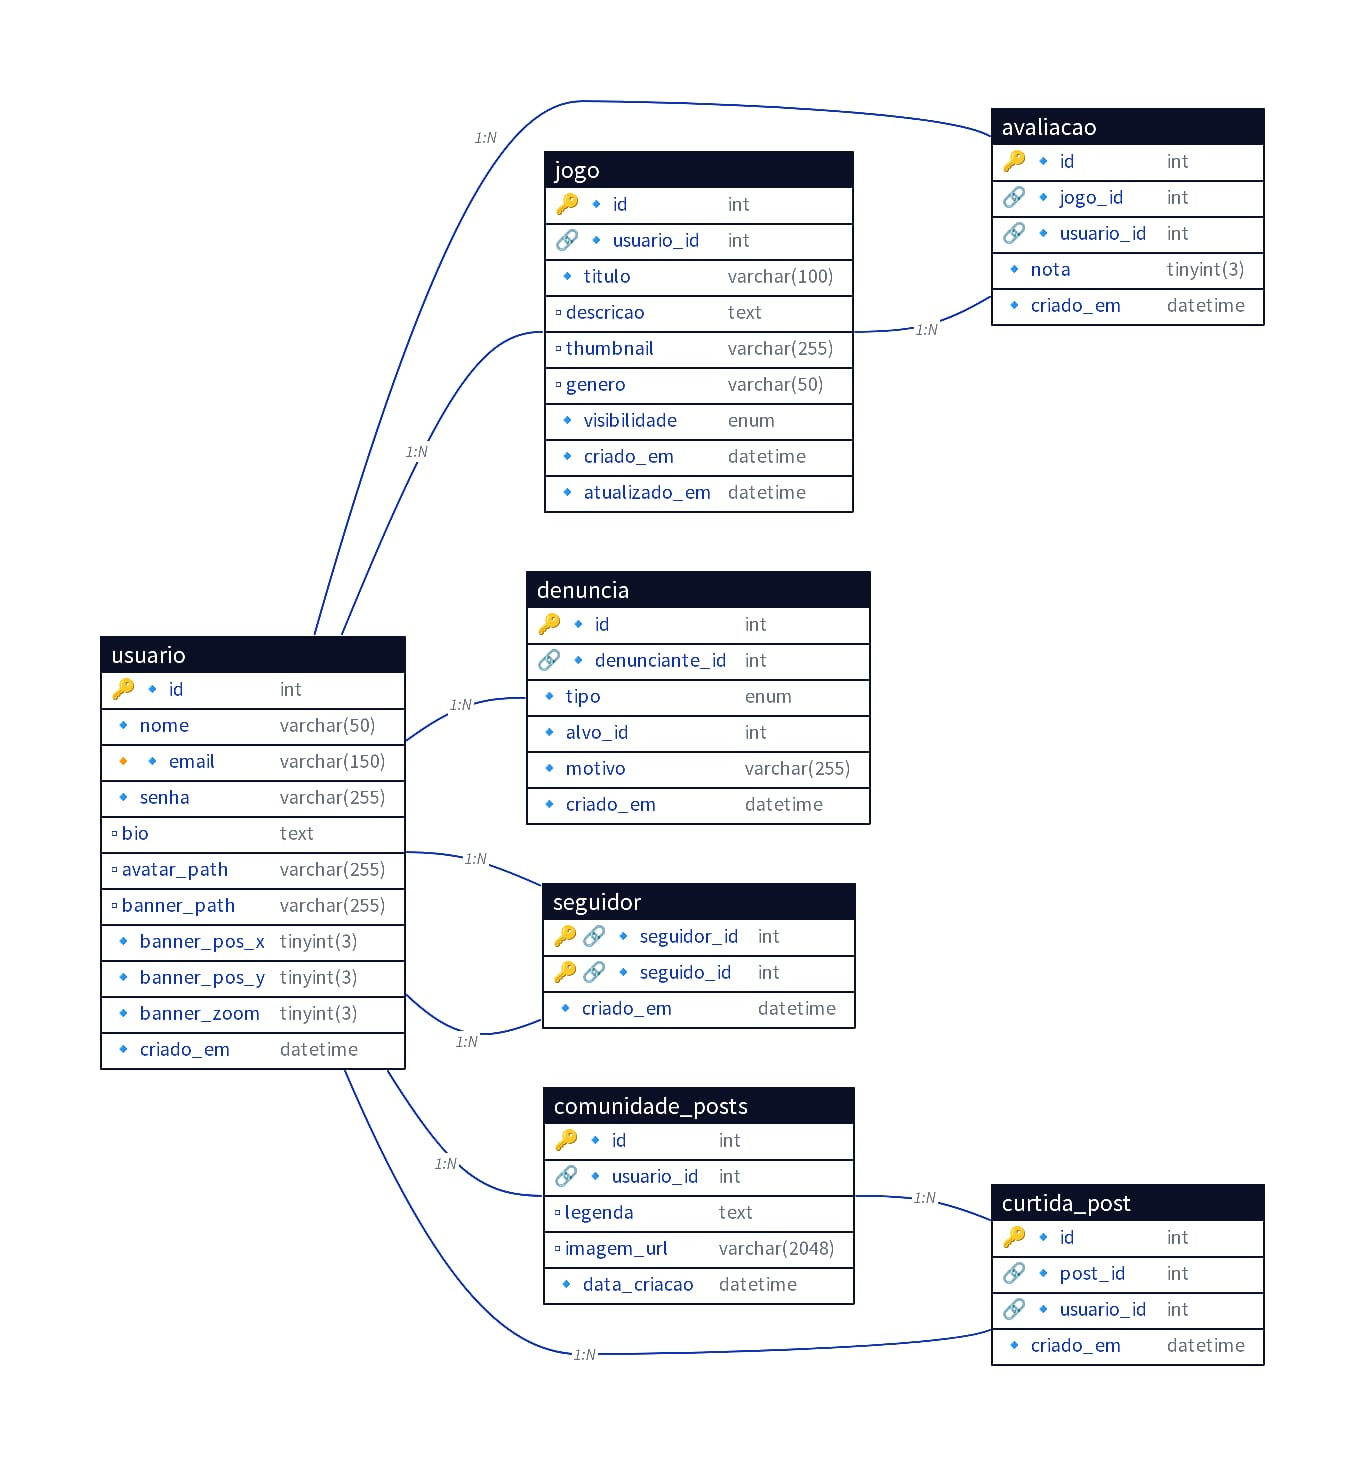 1:N
avaliacao
🔑 🔹 id int
🔗 🔹 jogo_id int
🔗 🔹 usuario_id int
🔹 nota tinyint(3)
🔹 criado_em datetime
jogo
🔑 🔹 id int
🔗 🔹 usuario_id int
🔹 titulo varchar(100)
▫ descricao text
▫ thumbnail varchar(255)
▫ genero varchar(50)
🔹 visibilidade enum
🔹 criado_em datetime
🔹 atualizado_em datetime
1:N
1:N
denuncia
🔑 🔹 id int
🔗 🔹 denunciante_id int
🔹 tipo enum
🔹 alvo_id int
🔹 motivo varchar(255)
🔹 criado_em datetime
usuario
🔑 🔹 id int
🔹 nome varchar(50)
🔸 🔹 email varchar(150)
🔹 senha varchar(255)
▫ bio text
▫ avatar_path varchar(255)
▫ banner_path varchar(255)
🔹 banner_pos_x tinyint(3)
🔹 banner_pos_y tinyint(3)
🔹 banner_zoom tinyint(3)
🔹 criado_em datetime
1:N
1:N
seguidor
🔑 🔗 🔹 seguidor_id int
🔑 🔗 🔹 seguido_id int
🔹 criado_em datetime
1:N
comunidade_posts
🔑 🔹 id int
🔗 🔹 usuario_id int
▫ legenda text
▫ imagem_url varchar(2048)
🔹 data_criacao datetime
1:N
1:N
curtida_post
🔑 🔹 id int
🔗 🔹 post_id int
🔗 🔹 usuario_id int
🔹 criado_em datetime
1:N